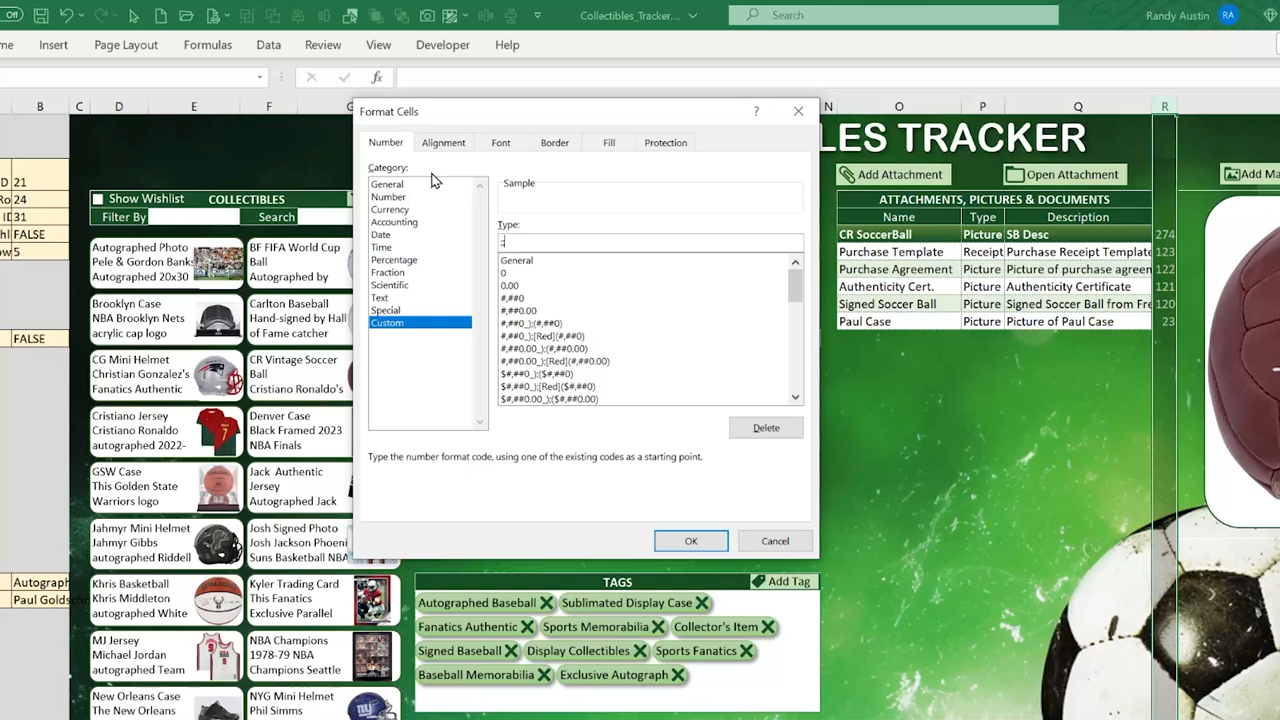 Off
Collectibles_Tracker....
Search
Randy Austin
RA
me
Insert
Page Layout
Formulas
Data
Review
View
Developer
Help
fx
B
C
D
E
F
G
N
O
P
Q
R
Format Cells
?
Number
Alignment
Font
Border
Fill
Protection
Category:
General
Number
Currency
Accounting
Date
Time
Percentage
Fraction
Scientific
Text
Special
Custom
Sample
Type:
General
0
0.00
#,##0
#,##0.00
#,##0_);(#,##0)
#,##0_);[Red](#,##0)
#,##0.00_);(#,##0.00)
#,##0.00_);[Red](#,##0.00)
$#,##0_);($#,##0)
$#,##0_);[Red]($#,##0)
$#,##0.00_);($#,##0.00)
Delete
Type the number format code, using one of the existing codes as a starting point.
OK
Cancel
D 21
Ro 24
ID 31
FALSE
ow 5
FALSE
Autograph
Paul Goldsch
Show Wishlist
COLLECTIBLES
Filter By
Search
Autographed Photo
Pele & Gordon Banks
Autographed 20x30
BF FIFA World Cup
Ball
Autographed by
Brooklyn Case
NBA Brooklyn Nets
acrylic cap logo
Carlton Baseball
Hand-signed by Hall
of Fame catcher
CG Mini Helmet
Christian Gonzalez's
Fanatics Authentic
CR Vintage Soccer
Ball
Cristiano Ronaldo's
Cristiano Jersey
Cristiano Ronaldo
autographed 2022-
Denver Case
Black Framed 2023
NBA Finals
GSW Case
This Golden State
Warriors logo
Jack Authentic
Jersey
Autographed Jack
Jahmyr Mini Helmet
Jahmyr Gibbs
autographed Riddell
Josh Signed Photo
Josh Jackson Phoenix
Suns Basketball NBA
Khris Basketball
Khris Middleton
autographed White
Kyler Trading Card
This Fanatics
Exclusive Parallel
MJ Jersey
Michael Jordan
autographed Team
NBA Champions
1978-79 NBA
Champions Seattle
New Orleans Case
The New Orleans
NYG Mini Helmet
Phil Simms
TAGS
Add Tag
Autographed Baseball
Sublimated Display Case
Fanatics Authentic
Sports Memorabilia
Collector's Item
Signed Baseball
Display Collectibles
Sports Fanatics
Baseball Memorabilia
Exclusive Autograph
LES TRACKER
Add Attachment
Open Attachment
Add Ma
ATTACHMENTS, PICTURES & DOCUMENTS
Name Type Description
CR SoccerBall Picture SB Desc 274
Purchase Template Receipt Purchase Receipt Template 123
Purchase Agreement Picture Picture of purchase agreem 122
Authenticity Cert. Picture Authenticity Certificate 121
Signed Soccer Ball Picture Signed Soccer Ball from Fre 120
Paul Case Picture Picture of Paul Case 23